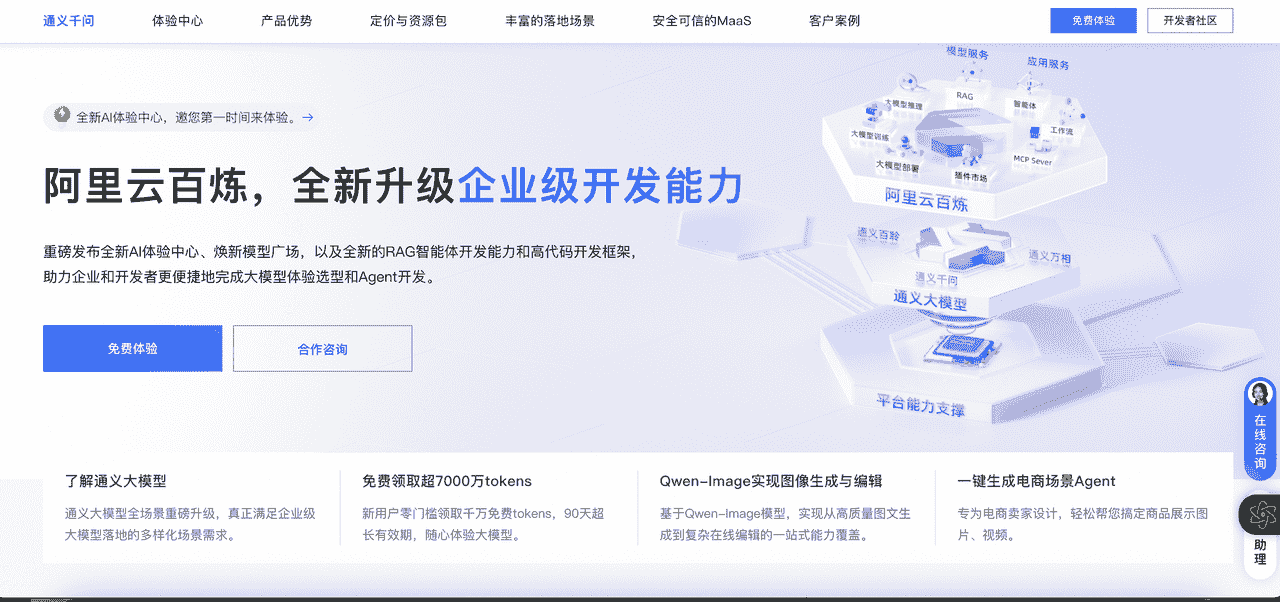 通义千问
体验中心
产品优势
定价与资源包
丰富的落地场景
安全可信的MaaS
客户案例
免费体验
开发者社区
全新AI体验中心，邀您第一时间来体验。→
阿里云百炼，全新升级企业级开发能力
重磅发布全新AI体验中心、焕新模型广场，以及全新的RAG智能体开发能力和高代码开发框架，
助力企业和开发者更便捷地完成大模型体验选型和Agent开发。
免费体验
合作咨询
模型服务
应用服务
大模型推理
RAG
智能体
大模型训练
工作流
大模型部署
MCP Sever
插件市场
阿里云百炼
通义百聆
通义万相
通义千问
通义大模型
平台能力支撑
在线咨询
助理
了解通义大模型
通义大模型全场景重磅升级，真正满足企业级
大模型落地的多样化场景需求。
免费领取超7000万tokens
新用户零门槛领取千万免费tokens，90天超
长有效期，随心体验大模型。
Qwen-Image实现图像生成与编辑
基于Qwen-Image模型，实现从高质量图文生
成到复杂在线编辑的一站式能力覆盖。
一键生成电商场景Agent
专为电商卖家设计，轻松帮您搞定商品展示图
片、视频。